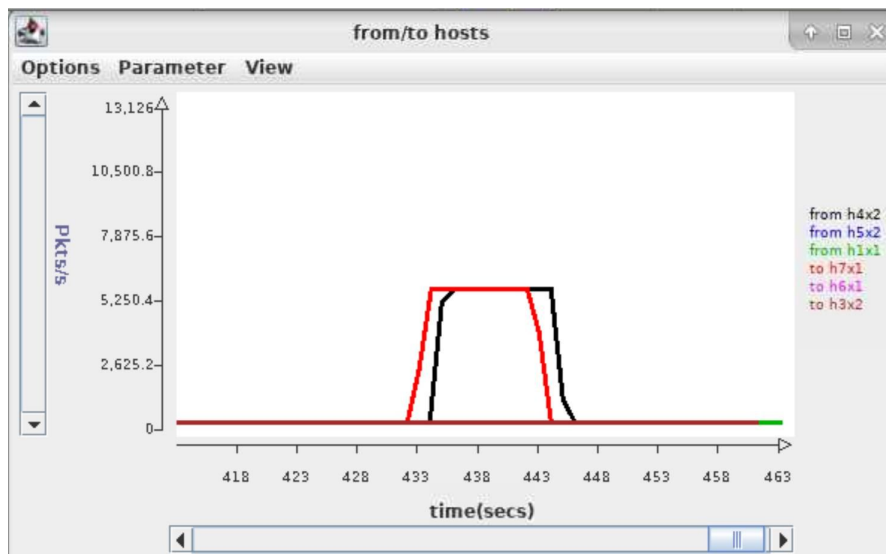 from/to hosts
Options Parameter View
Pkts/s
13,126
10,500.8
7,875.6
5,250.4
2,625.2
0
418 423 428 433 438 443 448 453 458 463
time(secs)
from h4x2
from h5x2
from h1x1
to h7x1
to h6x1
to h3x2